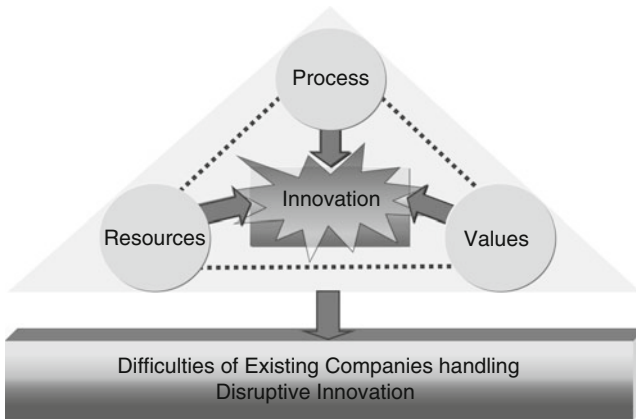 Process
Innovation
Resources
Values
Difficulties of Existing Companies handling
Disruptive Innovation